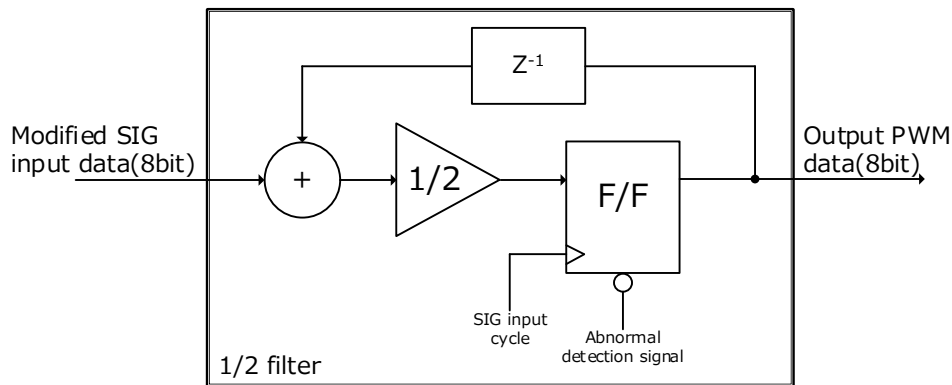 Z-1
Modified SIG
input data(8bit)
+
1/2
F/F
Output PWM
data(8bit)
SIG input
cycle
Abnormal
detection signal
1/2 filter